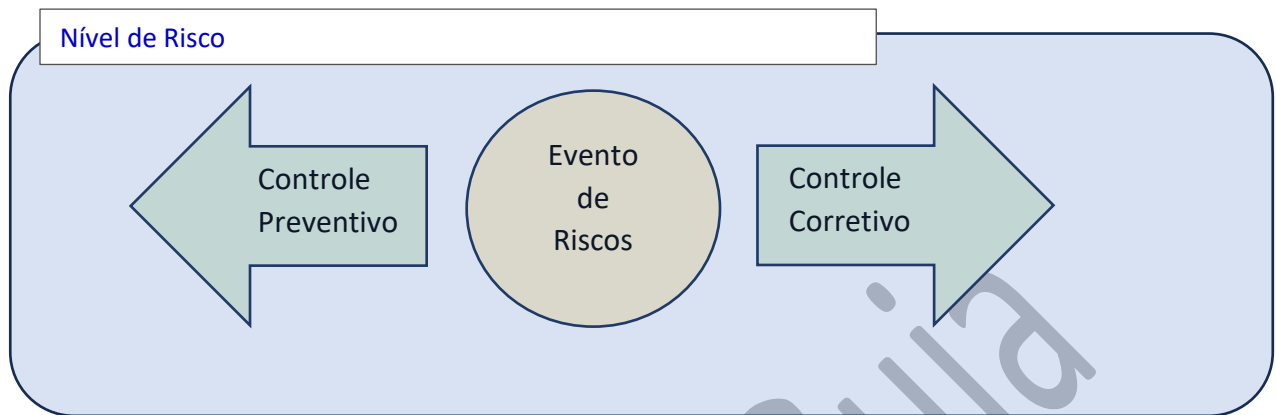 Nível de Risco
Controle
Preventivo
Evento
de
Riscos
Controle
Corretivo